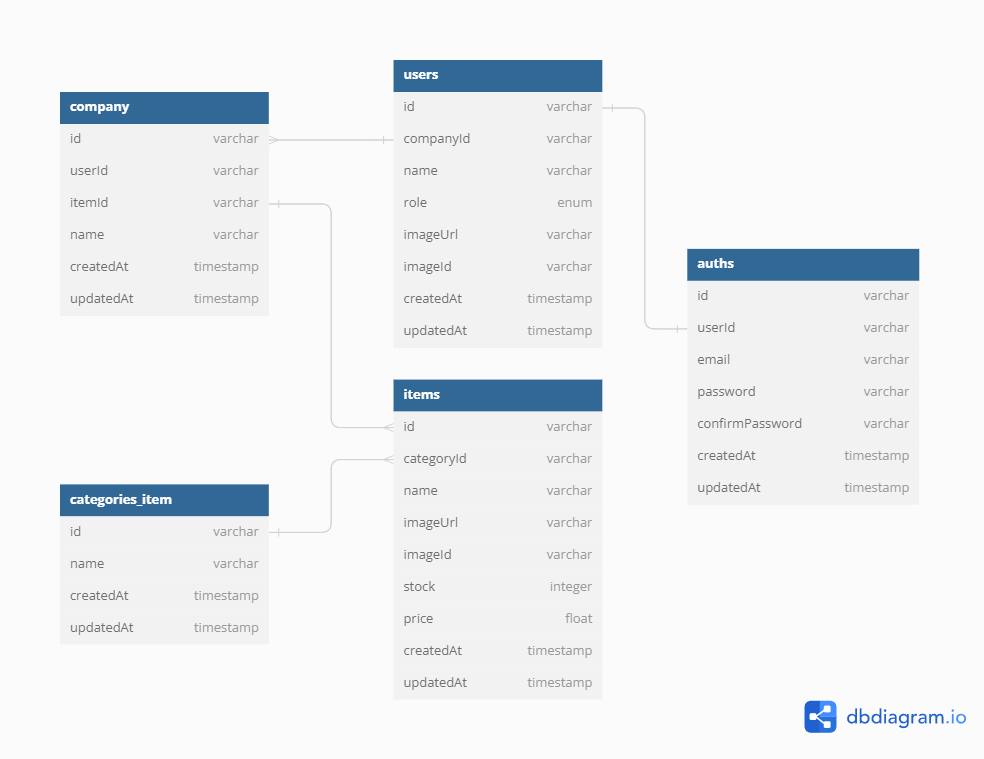 company
id varchar
userId varchar
itemId varchar
name varchar
createdAt timestamp
updatedAt timestamp
users
id varchar
companyId varchar
name varchar
role enum
imageUrl varchar
imageId varchar
createdAt timestamp
updatedAt timestamp
auths
id varchar
userId varchar
email varchar
password varchar
confirmPassword varchar
createdAt timestamp
updatedAt timestamp
items
id varchar
categoryId varchar
name varchar
imageUrl varchar
imageId varchar
stock integer
price float
createdAt timestamp
updatedAt timestamp
categories_item
id varchar
name varchar
createdAt timestamp
updatedAt timestamp
dbdiagram.io